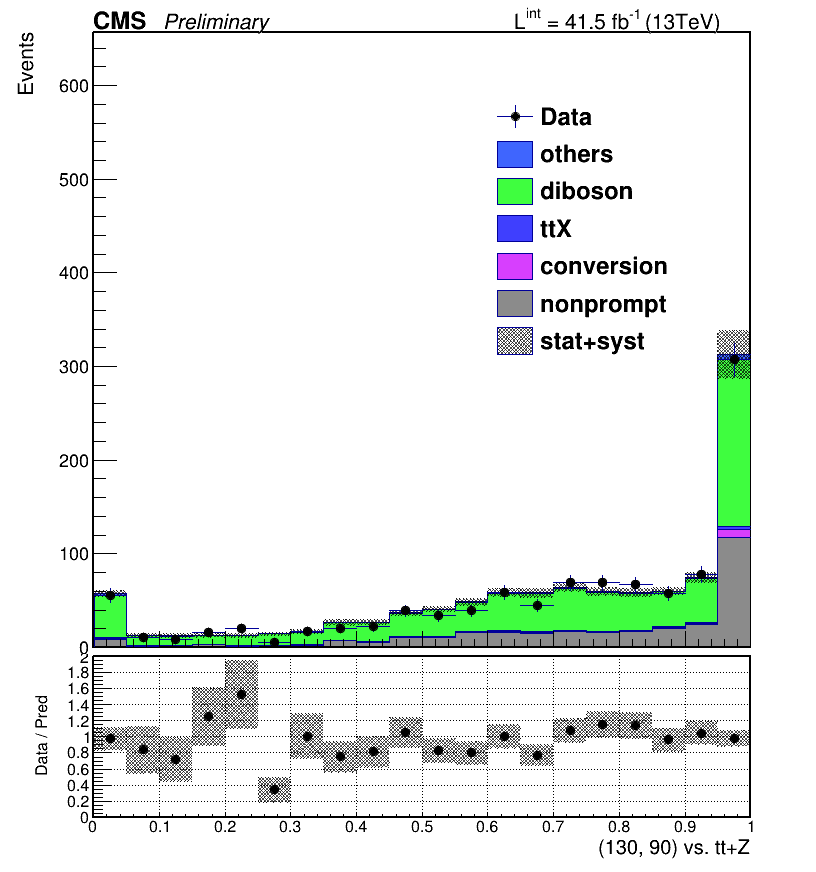 CMS Preliminary L^int = 41.5 fb^-1 (13TeV)
Events
600
500
400
300
200
100
0
Data
others
diboson
ttX
conversion
nonprompt
stat+syst
Data / Pred
2
1.8
1.6
1.4
1.2
1
0.8
0.6
0.4
0.2
0
0 0.1 0.2 0.3 0.4 0.5 0.6 0.7 0.8 0.9 1
(130, 90) vs. tt+Z